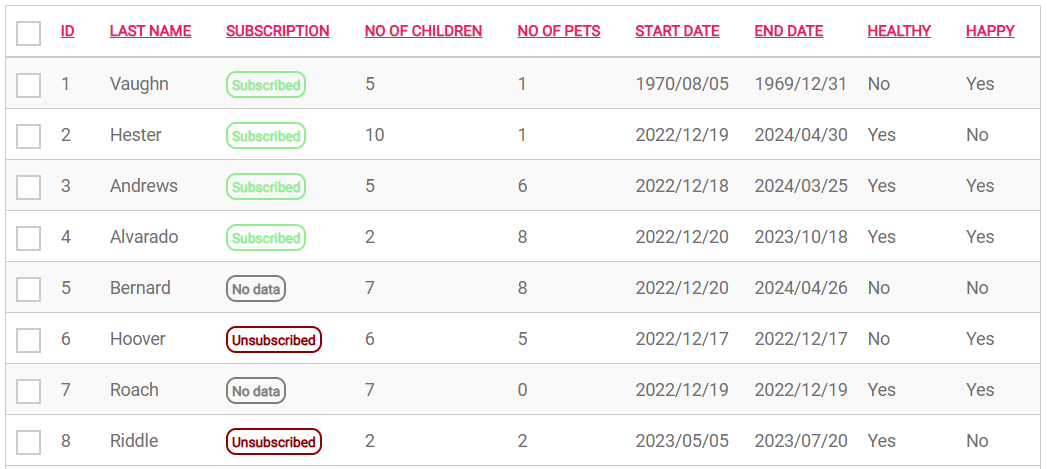 ID LAST NAME SUBSCRIPTION NO OF CHILDREN NO OF PETS START DATE END DATE HEALTHY HAPPY
1 Vaughn Subscribed 5 1 1970/08/05 1969/12/31 No Yes
2 Hester Subscribed 10 1 2022/12/19 2024/04/30 Yes No
3 Andrews Subscribed 5 6 2022/12/18 2024/03/25 Yes Yes
4 Alvarado Subscribed 2 8 2022/12/20 2023/10/18 Yes Yes
5 Bernard No data 7 8 2022/12/20 2024/04/26 No No
6 Hoover Unsubscribed 6 5 2022/12/17 2022/12/17 No Yes
7 Roach No data 7 0 2022/12/19 2022/12/19 Yes Yes
8 Riddle Unsubscribed 2 2 2023/05/05 2023/07/20 Yes No